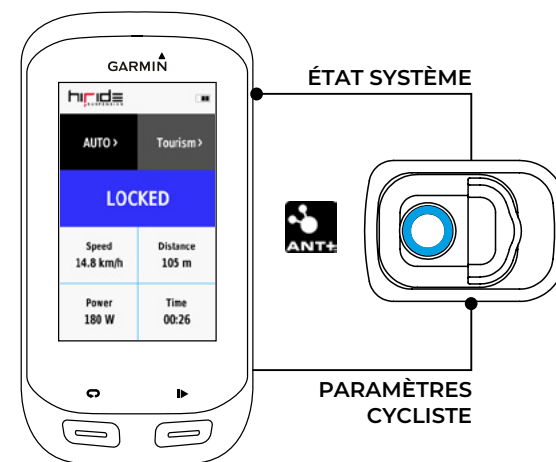 GARMIN
hiride
SUSPENSION
AUTO >
Tourism >
LOCKED
Speed
14.8 km/h
Distance
105 m
Power
180 W
Time
00:26
ÉTAT SYSTÈME
ANT+
PARAMÈTRES
CYCLISTE